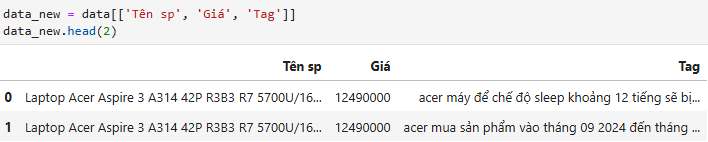 data_new = data[['Tên sp', 'Giá', 'Tag']]
data_new.head(2)
Tên sp Giá Tag
0 Laptop Acer Aspire 3 A314 42P R3B3 R7 5700U/16... 12490000 acer máy để chế độ sleep khoảng 12 tiếng sẽ bị...
1 Laptop Acer Aspire 3 A314 42P R3B3 R7 5700U/16... 12490000 acer mua sản phẩm vào tháng 09 2024 đến tháng ...